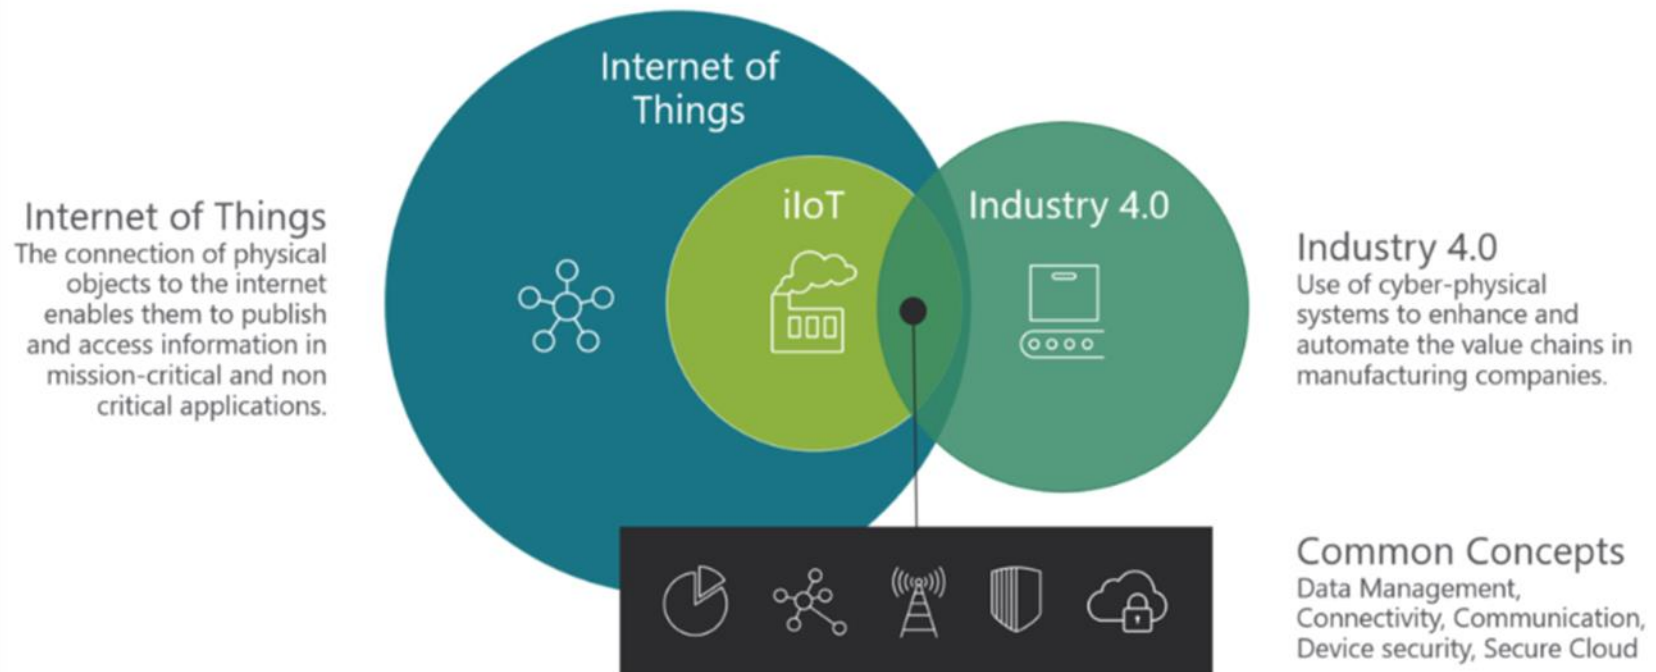 Internet of
Things
iIoT
Industry 4.0
Internet of Things
The connection of physical
objects to the internet
enables them to publish
and access information in
mission-critical and non
critical applications.
Industry 4.0
Use of cyber-physical
systems to enhance and
automate the value chains in
manufacturing companies.
Common Concepts
Data Management,
Connectivity, Communication,
Device security, Secure Cloud